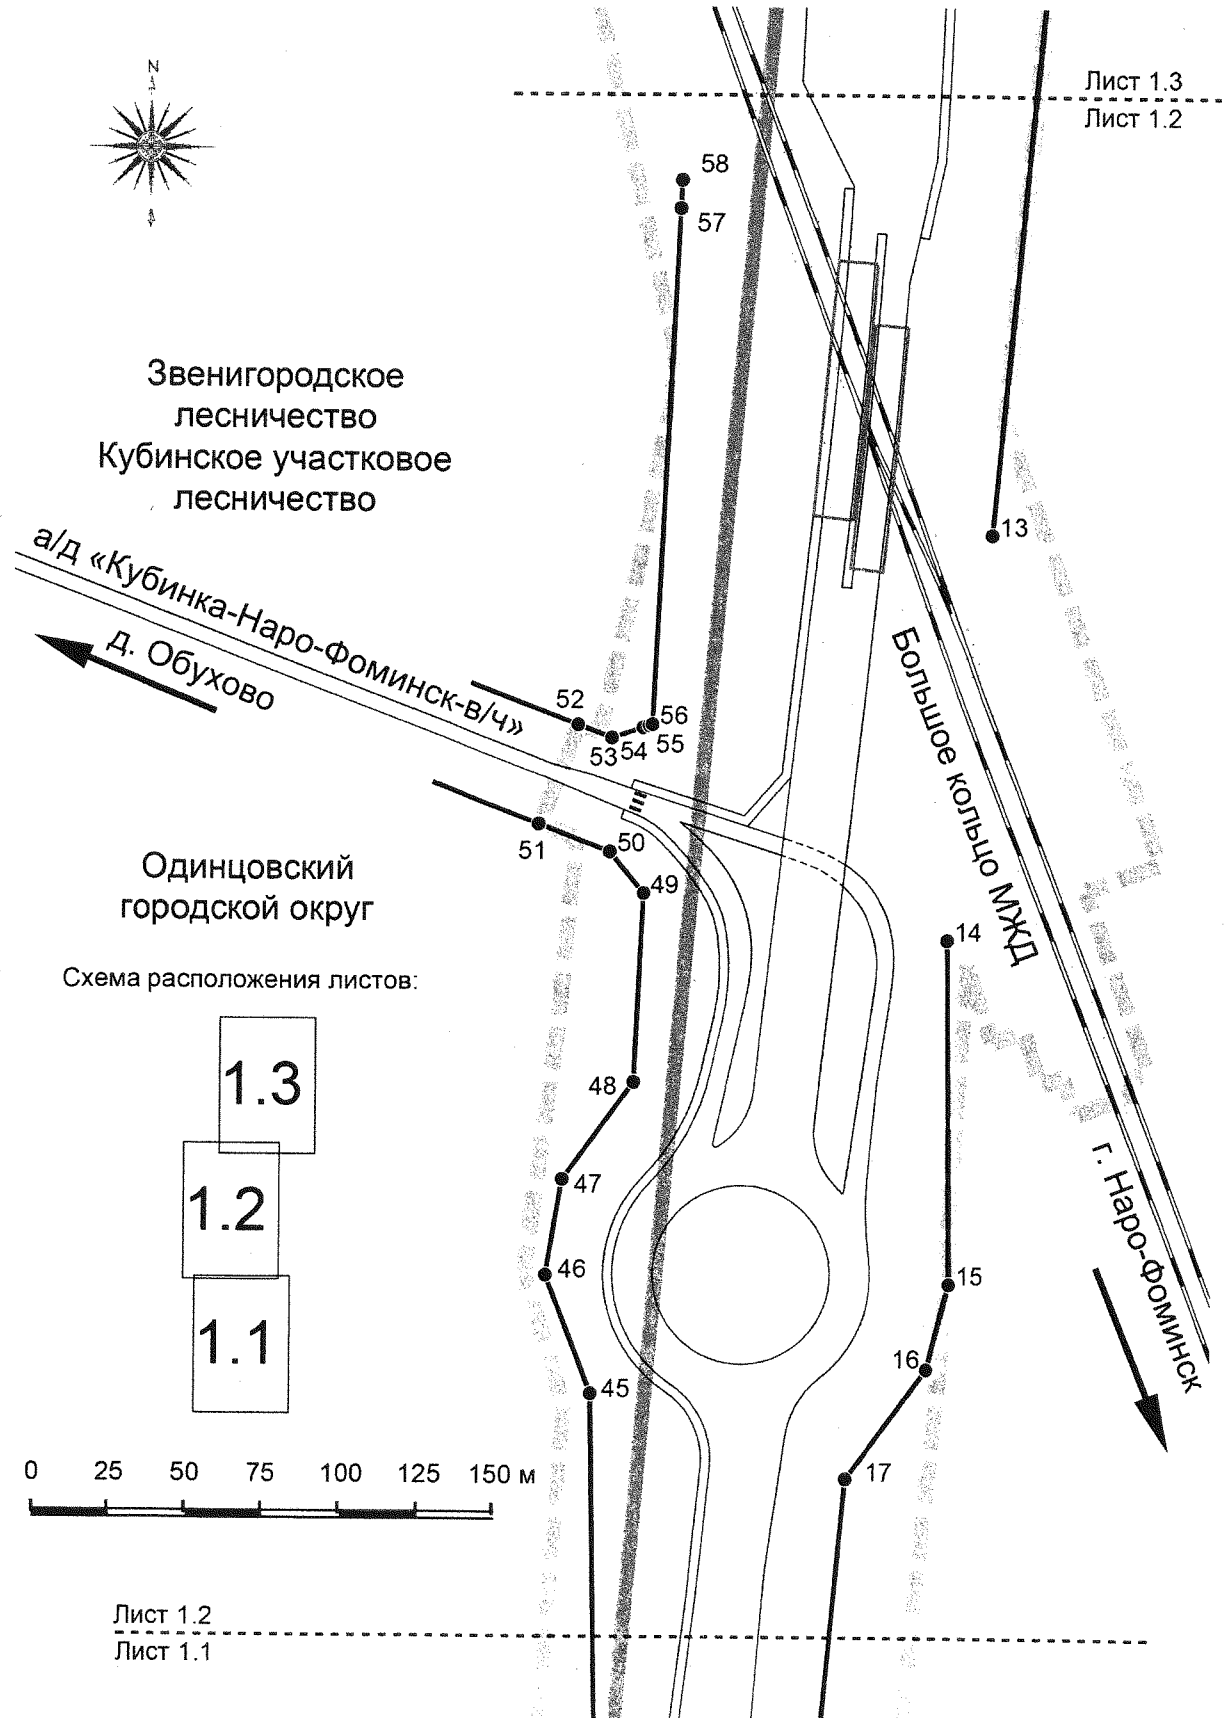 N
Лист 1.3
Лист 1.2
58
57
Звенигородское
лесничество
Кубинское участковое
лесничество
13
а/д «Кубинка-Наро-Фоминск-в/ч»
д. Обухово
Большое кольцо МЖД
52
56
53
54
55
51
50
49
Одинцовский
городской округ
14
Схема расположения листов:
1.3
48
г. Наро-Фоминск
47
1.2
46
15
1.1
16
45
0 25 50 75 100 125 150 м
17
Лист 1.2
Лист 1.1